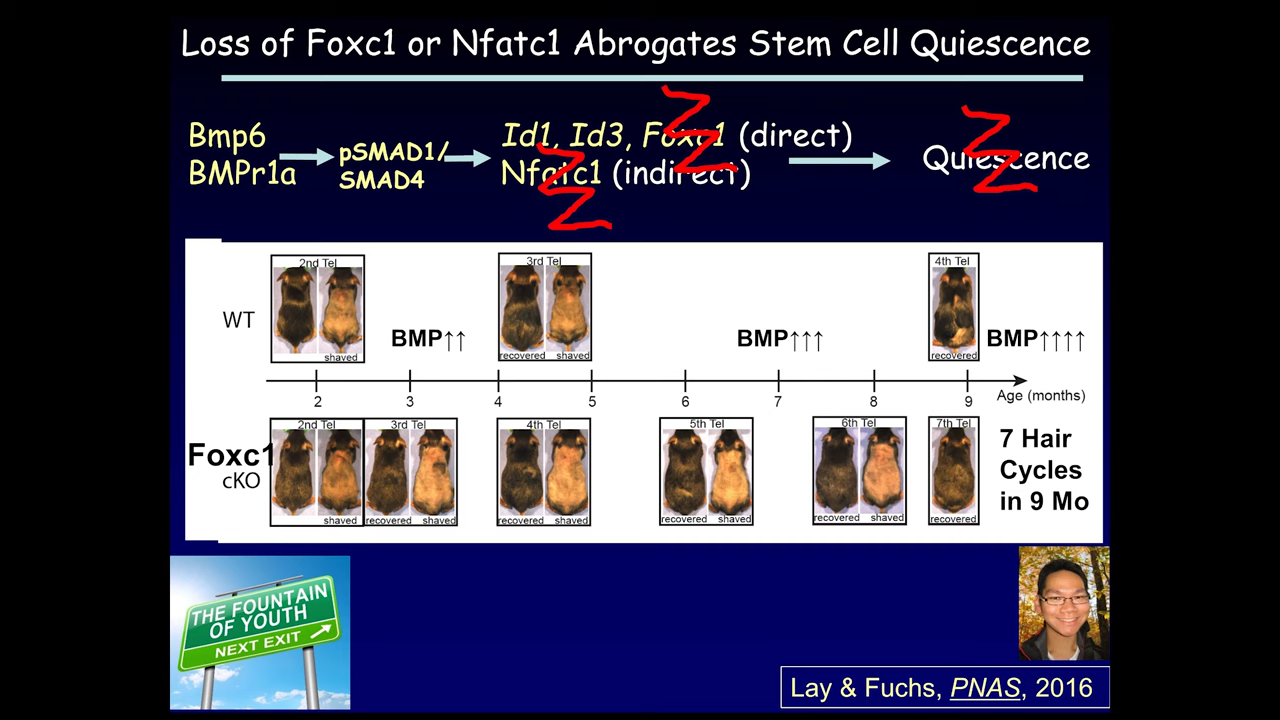 Loss of Foxc1 or Nfatc1 Abrogates Stem Cell Quiescence
Bmp6
BMPr1a
pSMAD1/
SMAD4
Id1, Id3, Foxc1 (direct)
Nfatc1 (indirect)
Quiescence
2nd Tel
3rd Tel
4th Tel
WT
BMP↑↑
BMP↑↑↑
BMP↑↑↑↑
shaved
recovered
shaved
recovered
2
3
4
5
6
7
8
9
Age (months)
2nd Tel
3rd Tel
4th Tel
5th Tel
6th Tel
7th Tel
Foxc1
cKO
7 Hair
Cycles
in 9 Mo
shaved
recovered
shaved
recovered
shaved
recovered
shaved
recovered
shaved
recovered
THE FOUNTAIN
OF YOUTH
NEXT EXIT
Lay & Fuchs, PNAS, 2016